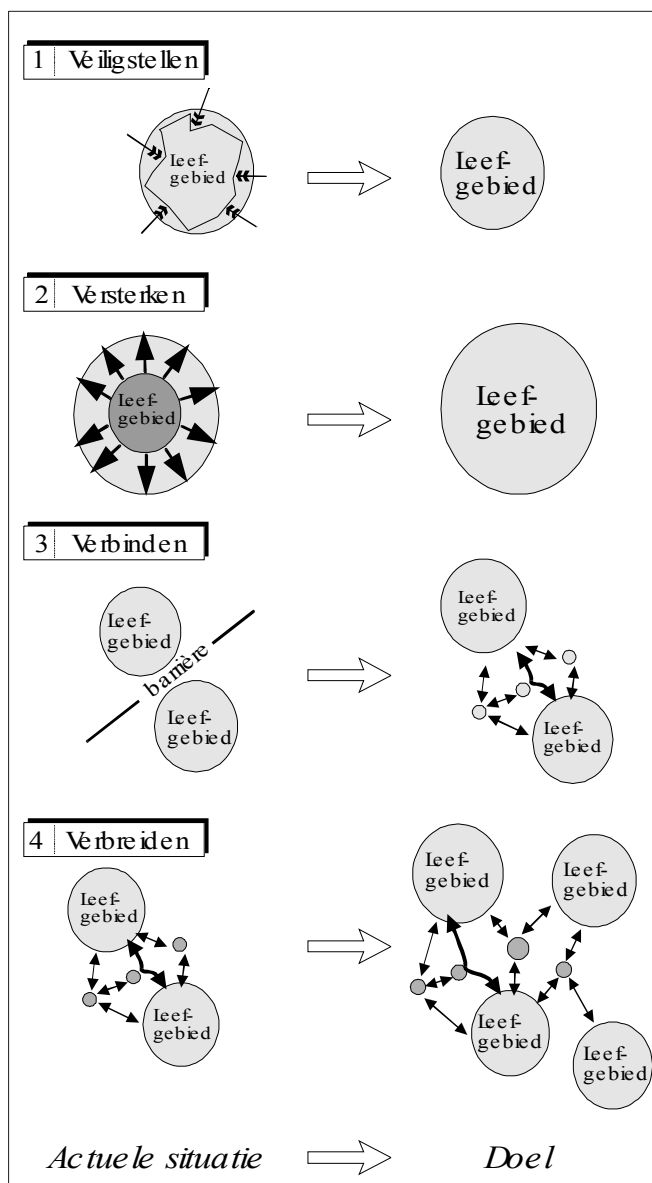 1 Veiligstellen
Leef-
gebied
Leef-
gebied
2 Versterken
Leef-
gebied
Leef-
gebied
3 Verbinden
Leef-
gebied
barrière
Leef-
gebied
Leef-
gebied
Leef-
gebied
4 Verbreiden
Leef-
gebied
Leef-
gebied
Leef-
gebied
Leef-
gebied
Leef-
gebied
Leef-
gebied
Actuele situatie
Doel